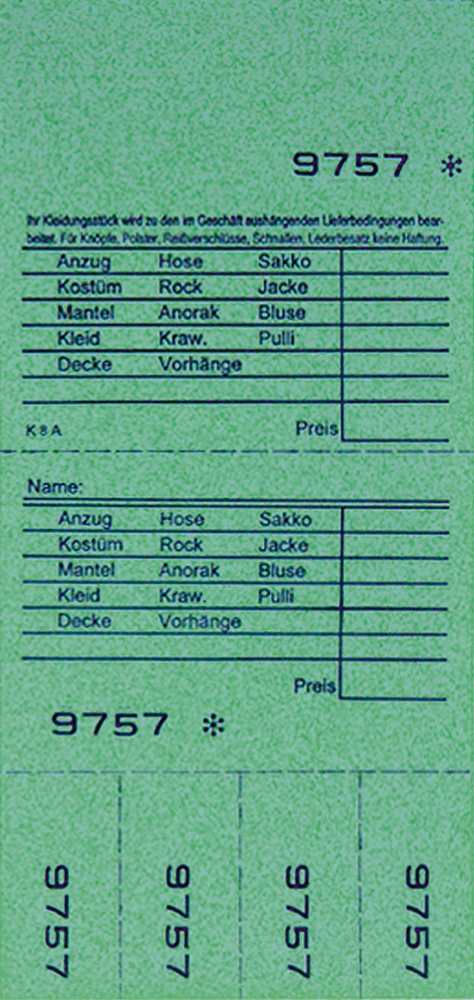 9757 *
Ihr Kleidungsstück wird zu den im Geschäft aushängenden Lieferbedingungen bear-
beitet. Für Knöpfe, Polster, Reißverschlüsse, Schnallen, Lederbesatz keine Haftung.
Anzug Hose Sakko
Kostüm Rock Jacke
Mantel Anorak Bluse
Kleid Kraw. Pulli
Decke Vorhänge
K 8 A Preis
Name:
Anzug Hose Sakko
Kostüm Rock Jacke
Mantel Anorak Bluse
Kleid Kraw. Pulli
Decke Vorhänge
Preis
9757 *
9757 9757 9757 9757